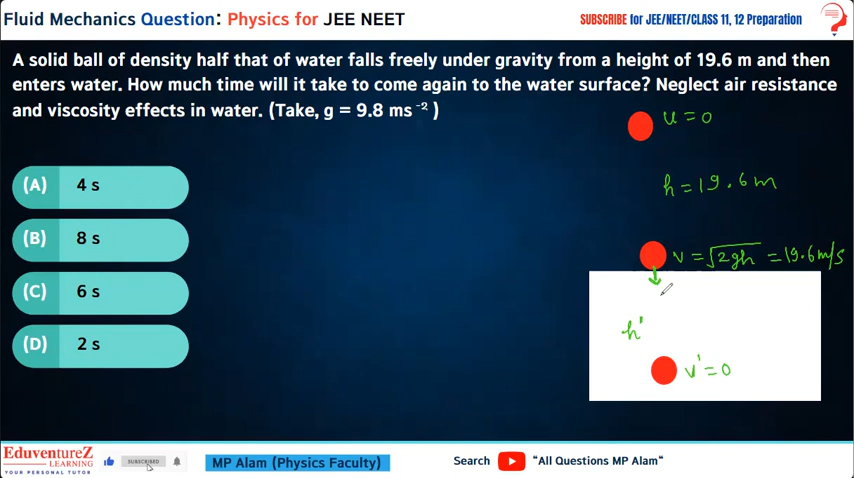 Fluid Mechanics Question: Physics for JEE NEET
SUBSCRIBE for JEE/NEET/CLASS 11, 12 Preparation
A solid ball of density half that of water falls freely under gravity from a height of 19.6 m and then
enters water. How much time will it take to come again to the water surface? Neglect air resistance
and viscosity effects in water. (Take, g = 9.8 ms⁻²)
u = 0
h = 19.6 m
v = √2gh = 19.6 m/s
h'
v' = 0
(A) 4 s
(B) 8 s
(C) 6 s
(D) 2 s
EduventureZ
LEARNING
YOUR PERSONAL TUTOR
SUBSCRIBED
MP Alam (Physics Faculty)
Search
"All Questions MP Alam"